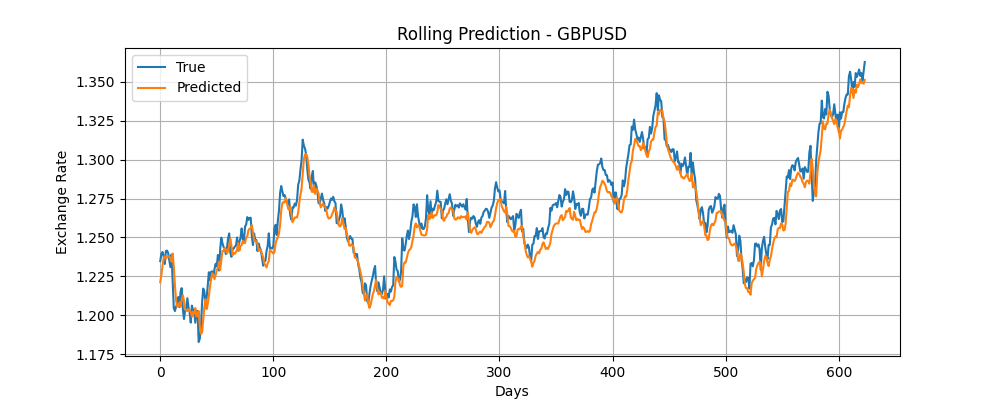 Rolling Prediction - GBPUSD
True
Predicted
Exchange Rate
1.350
1.325
1.300
1.275
1.250
1.225
1.200
1.175
0 100 200 300 400 500 600
Days